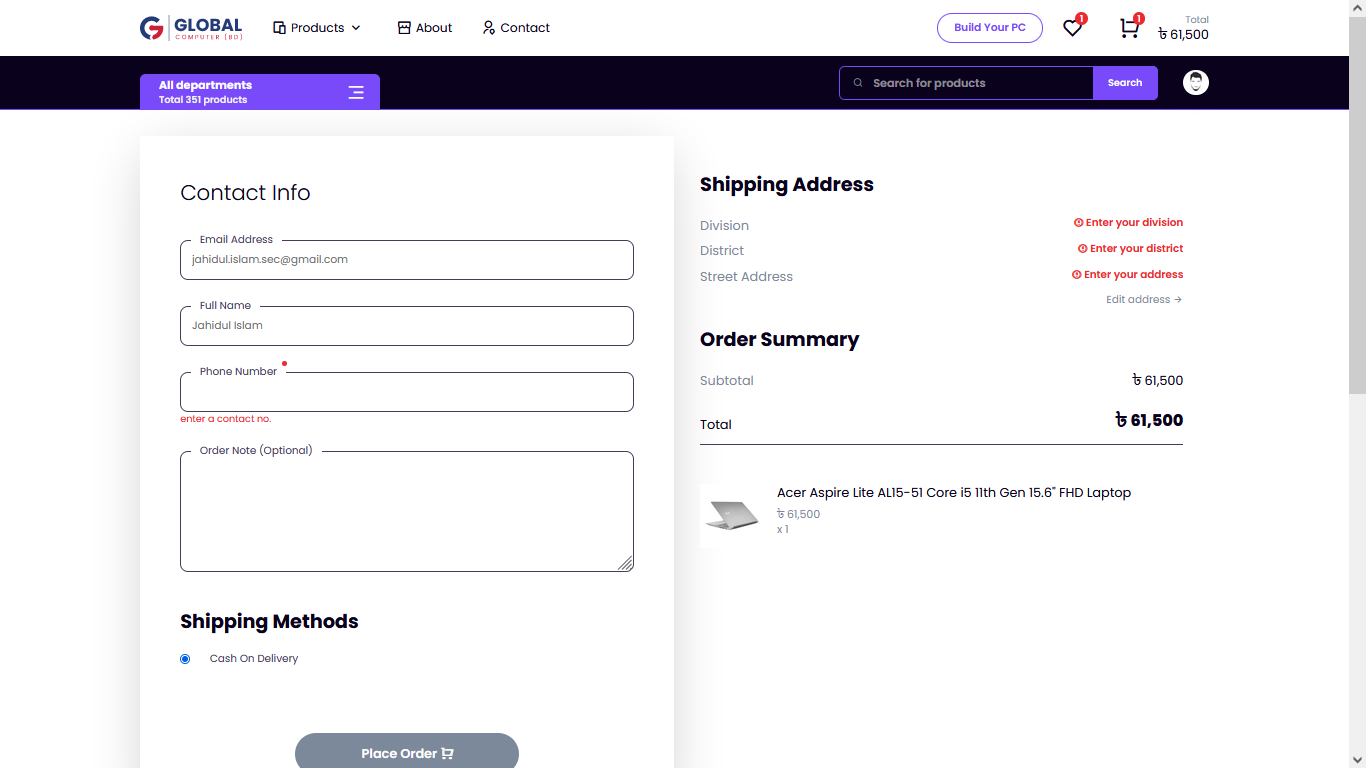 GLOBAL
COMPUTER (BD)
Products
About
Contact
Build Your PC
1
1
Total
৳ 61,500
All departments
Total 351 products
Search for products
Search
Contact Info
Email Address
jahidul.islam.sec@gmail.com
Full Name
Jahidul Islam
Phone Number
enter a contact no.
Order Note (Optional)
Shipping Methods
Cash On Delivery
Place Order
Shipping Address
Division
Enter your division
District
Enter your district
Street Address
Enter your address
Edit address →
Order Summary
Subtotal
৳ 61,500
Total
৳ 61,500
Acer Aspire Lite AL15-51 Core i5 11th Gen 15.6" FHD Laptop
৳ 61,500
x 1